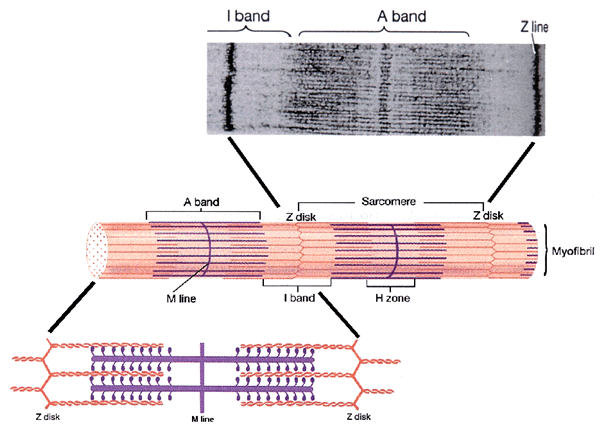 I band
A band
Z line
A band
Sarcomere
Z disk
Z disk
Myofibril
M line
I band
H zone
Z disk
M line
Z disk